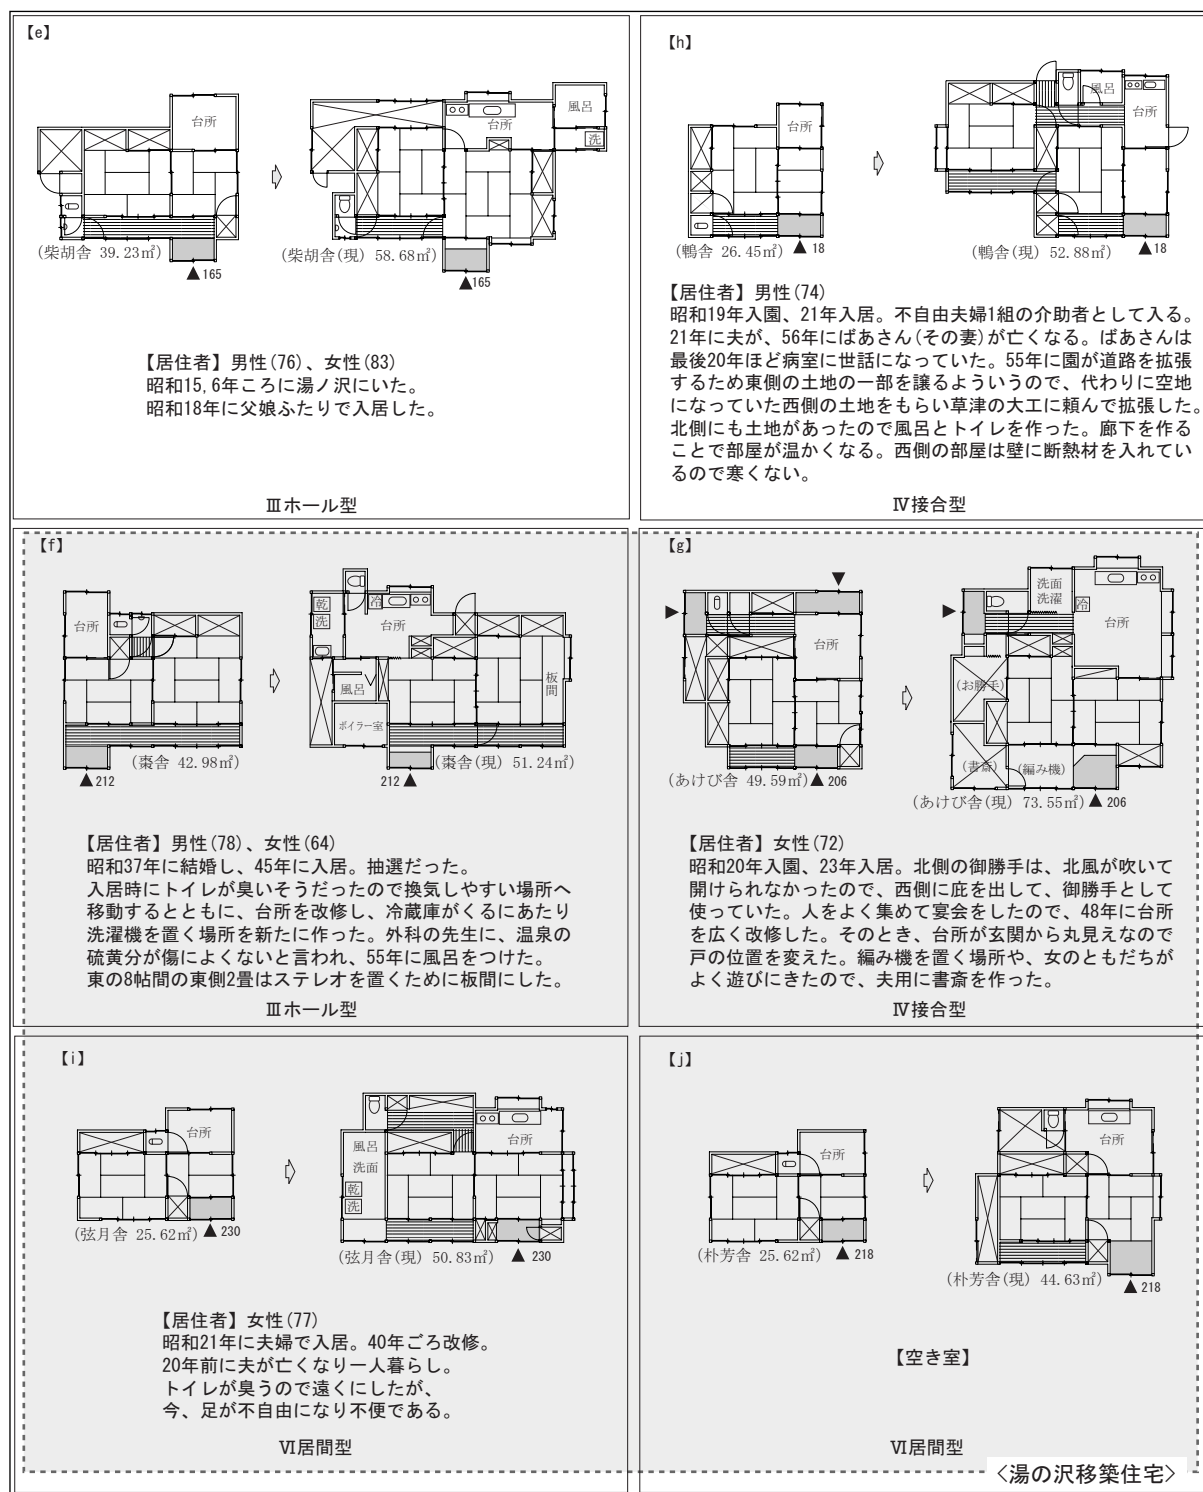 【e】
台所
台所
風呂
洗
(柴胡舎 39.23㎡)
▲165
(柴胡舎(現) 58.68㎡)
▲165
【居住者】男性(76)、女性(83)
昭和15,6年ころに湯ノ沢にいた。
昭和18年に父娘ふたりで入居した。
Ⅲホール型
【h】
台所
風呂
台所
(鴨舎 26.45㎡)
▲18
(鴨舎(現) 52.88㎡)
▲18
【居住者】男性(74)
昭和19年入園、21年入居。不自由夫婦1組の介助者として入る。
21年に夫が、56年にばあさん(その妻)が亡くなる。ばあさんは
最後20年ほど病室に世話になっていた。55年に園が道路を拡張
するため東側の土地の一部を譲るよういうので、代わりに空地
になっていた西側の土地をもらい草津の大工に頼んで拡張した。
北側にも土地があったので風呂とトイレを作った。廊下を作る
ことで部屋が温かくなる。西側の部屋は壁に断熱材を入れてい
るので寒くない。
Ⅳ接合型
【f】
台所
乾
洗
冷
台所
風呂
ボイラー室
板間
(棗舎 42.98㎡)
▲212
212▲
(棗舎(現) 51.24㎡)
【居住者】男性(78)、女性(64)
昭和37年に結婚し、45年に入居。抽選だった。
入居時にトイレが臭いそうだったので換気しやすい場所へ
移動するとともに、台所を改修し、冷蔵庫がくるにあたり
洗濯機を置く場所を新たに作った。外科の先生に、温泉の
硫黄分が傷によくないと言われ、55年に風呂をつけた。
東の8帖間の東側2畳はステレオを置くために板間にした。
Ⅲホール型
【g】
台所
洗面
洗濯
冷
台所
(お勝手)
(書斎)
(編み機)
(あけび舎 49.59㎡)▲206
(あけび舎(現) 73.55㎡)▲206
【居住者】女性(72)
昭和20年入園、23年入居。北側の御勝手は、北風が吹いて
開けられなかったので、西側に庇を出して、御勝手として
使っていた。人をよく集めて宴会をしたので、48年に台所
を広く改修した。そのとき、台所が玄関から丸見えなので
戸の位置を変えた。編み機を置く場所や、女のともだちが
よく遊びにきたので、夫用に書斎を作った。
Ⅳ接合型
【i】
台所
風呂
洗面
乾
洗
台所
(弦月舎 25.62㎡)▲230
(弦月舎(現) 50.83㎡)▲230
【居住者】女性(77)
昭和21年に夫婦で入居。40年ごろ改修。
20年前に夫が亡くなり一人暮らし。
トイレが臭うので遠くにしたが、
今、足が不自由になり不便である。
Ⅵ居間型
【j】
台所
台所
(朴芳舎 25.62㎡)▲218
(朴芳舎(現) 44.63㎡)
▲218
【空き室】
Ⅵ居間型
<湯の沢移築住宅>